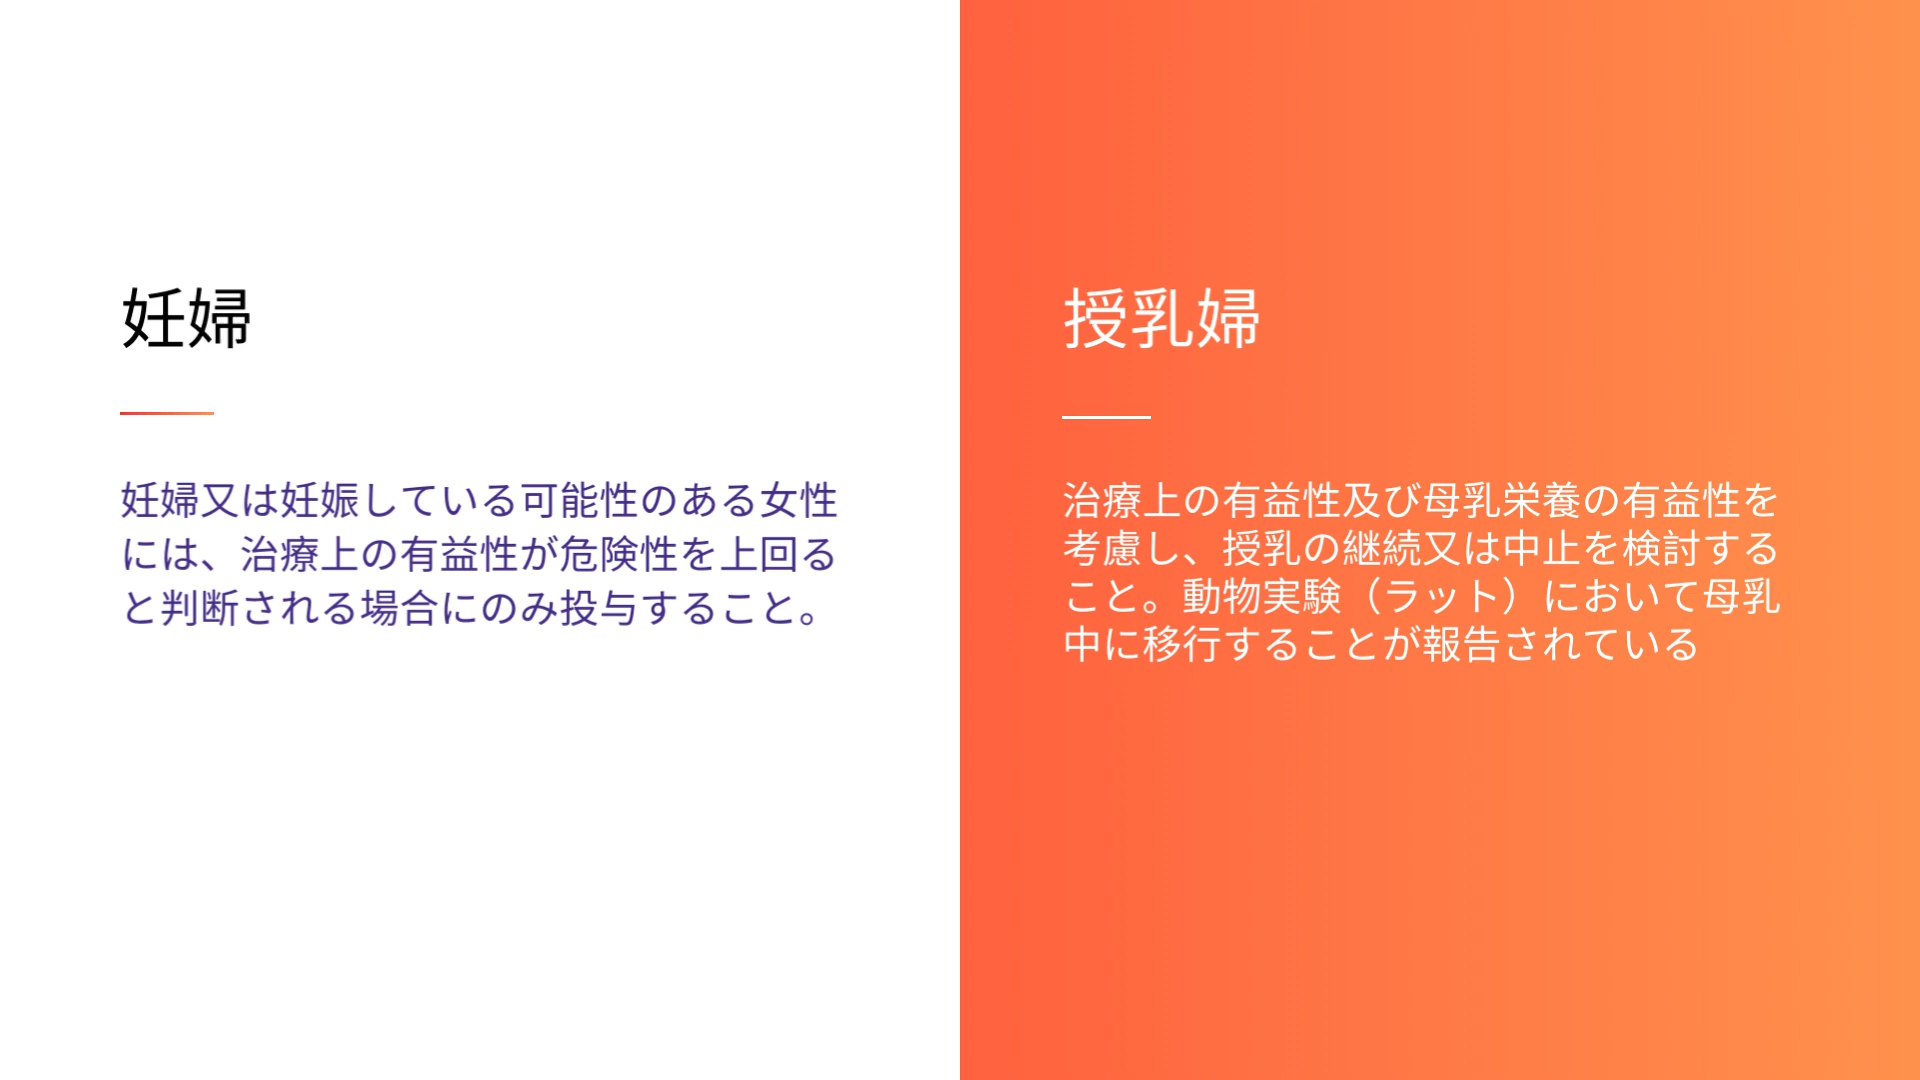 妊婦
妊婦又は妊娠している可能性のある女性
には、治療上の有益性が危険性を上回る
と判断される場合にのみ投与すること。
授乳婦
治療上の有益性及び母乳栄養の有益性を
考慮し、授乳の継続又は中止を検討する
こと。動物実験（ラット）において母乳
中に移行することが報告されている